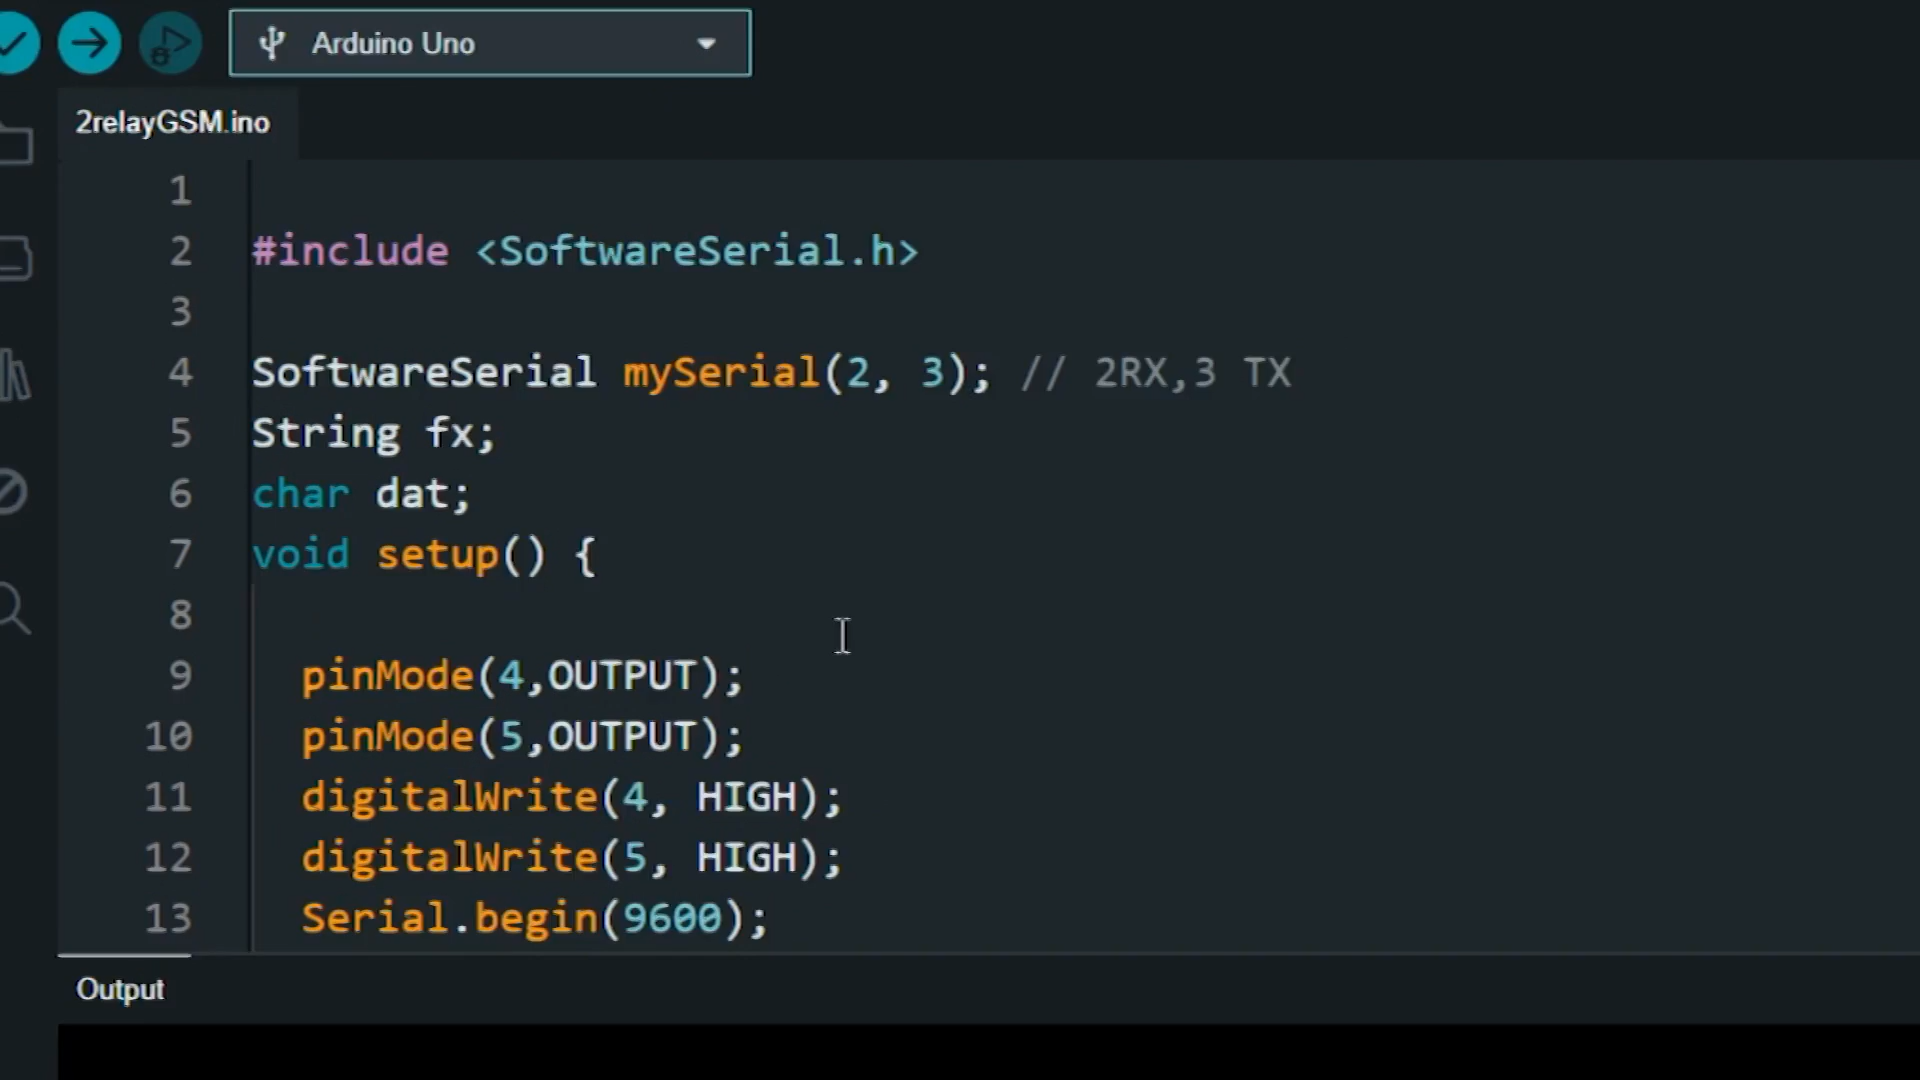 Arduino Uno
2relayGSM.ino
1
2 #include <SoftwareSerial.h>
3
4 SoftwareSerial mySerial(2, 3); // 2RX,3 TX
5 String fx;
6 char dat;
7 void setup() {
8
9 pinMode(4,OUTPUT);
10 pinMode(5,OUTPUT);
11 digitalWrite(4, HIGH);
12 digitalWrite(5, HIGH);
13 Serial.begin(9600);
Output